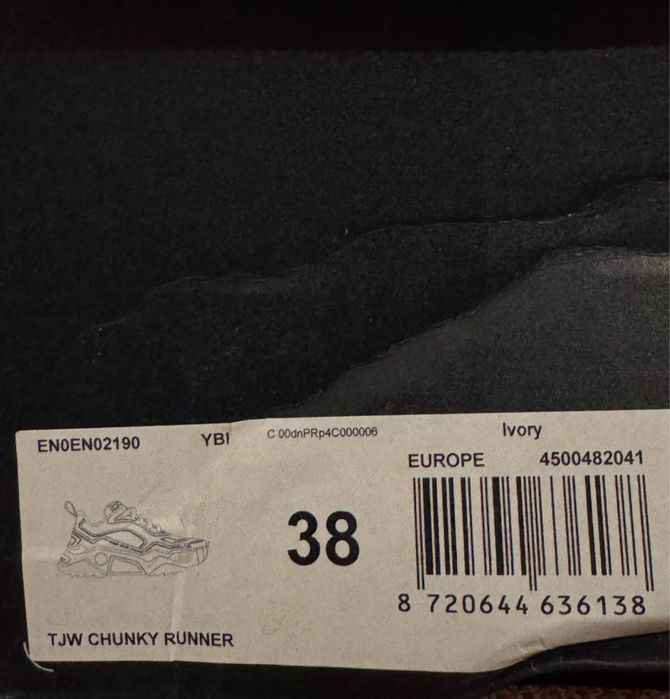 EN0EN02190 YBI C 00dnPRp4C000006 Ivory
EUROPE 4500482041
38
8 720644 636138
TJW CHUNKY RUNNER